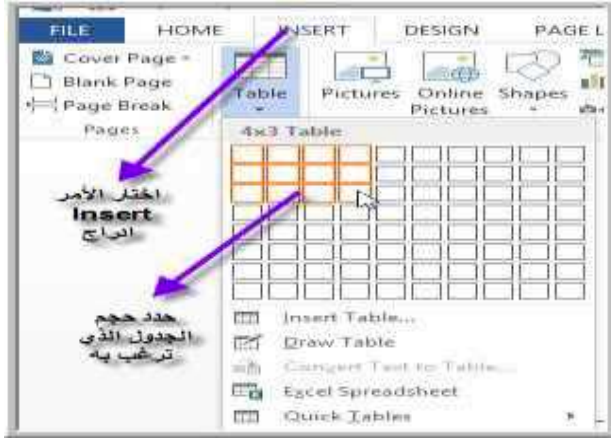 FILE HOME INSERT DESIGN PAGE L
Cover Page
Blank Page
Page Break
Pages
Table
Pictures
Online Pictures
Shapes
4x3 Table
اختار الأمر
Insert
ادراج
حدد حجم
الجدول الذي
ترغب به
Insert Table...
Draw Table
Convert Text to Table...
Excel Spreadsheet
Quick Tables